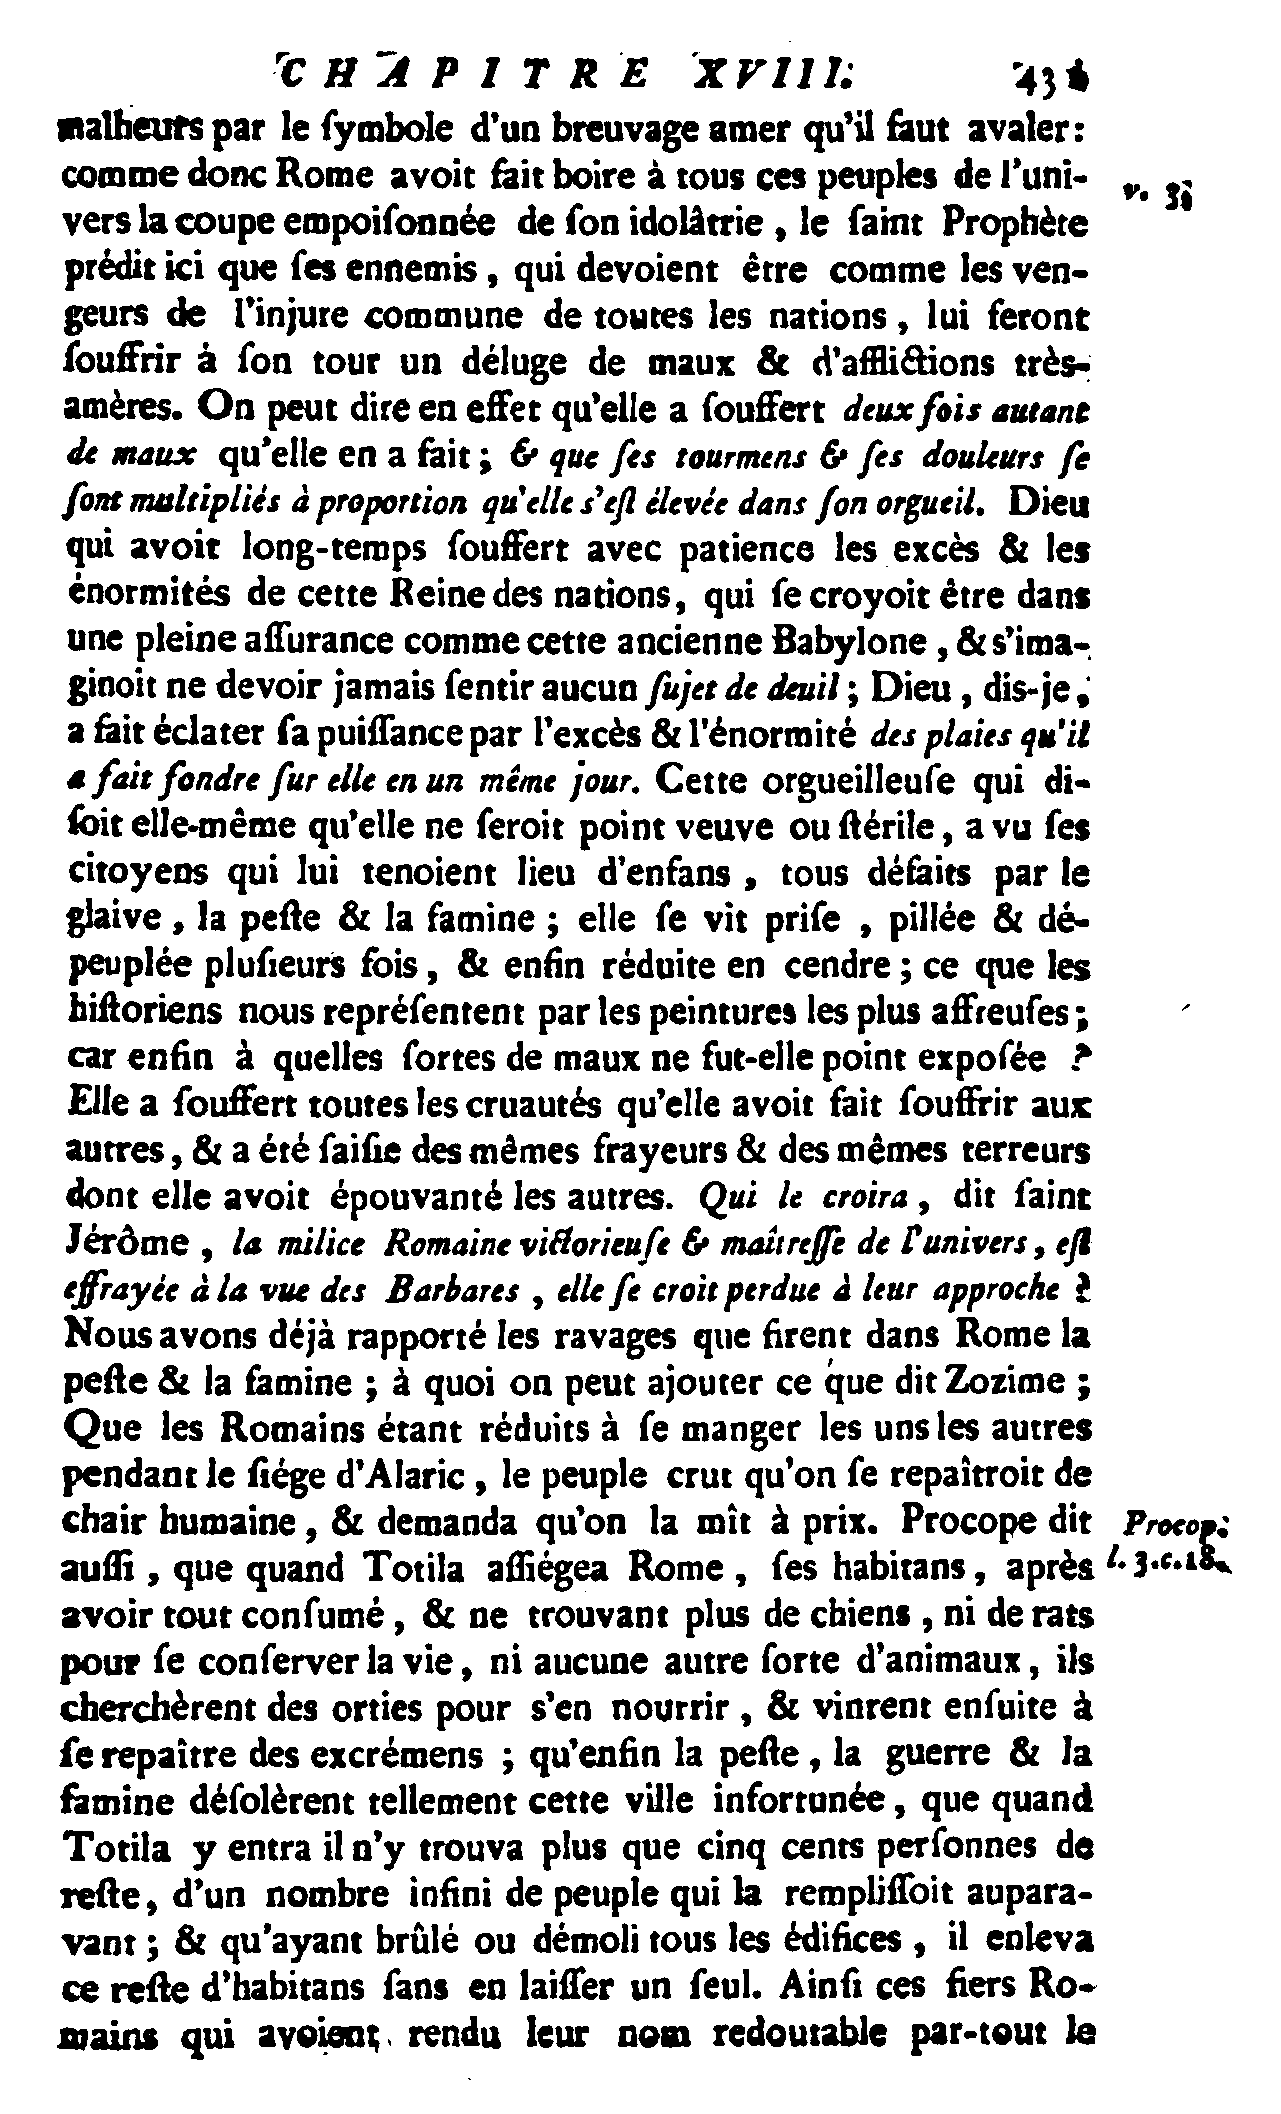 CHAPITRE XVIII. 43
malheurs par le ſymbole d'un breuvage amer qu'il faut avaler:
comme donc Rome avoit fait boire à tous ces peuples de l'uni-
v. 3.
vers la coupe empoiſonnée de ſon idolâtrie, le ſaint Prophète
prédit ici que ſes ennemis, qui devoient être comme les ven-
geurs de l'injure commune de toutes les nations, lui feront
ſouffrir à ſon tour un déluge de maux & d'afflictions très-
amères. On peut dire en effet qu'elle a ſouffert deux fois autant
de maux qu'elle en a fait; & que ſes tourmens & ſes douleurs ſe
ſont multipliés à proportion qu'elle s'eſt élevée dans ſon orgueil. Dieu
qui avoit long-temps ſouffert avec patience les excès & les
énormités de cette Reine des nations, qui ſe croyoit être dans
une pleine aſſurance comme cette ancienne Babylone, & s'ima-
ginoit ne devoir jamais ſentir aucun ſujet de deuil; Dieu, dis-je,
a fait éclater ſa puiſſance par l'excès & l'énormité des plaies qu'il
a fait fondre ſur elle en un même jour. Cette orgueilleuſe qui di-
ſoit elle-même qu'elle ne ſeroit point veuve ou ſtérile, a vu ſes
citoyens qui lui tenoient lieu d'enfans, tous défaits par le
glaive, la peſte & la famine; elle ſe vit priſe, pillée & dé-
peuplée pluſieurs fois, & enfin réduite en cendre; ce que les
hiſtoriens nous repréſentent par les peintures les plus affreuſes;
car enfin à quelles ſortes de maux ne fut-elle point expoſée ?
Elle a ſouffert toutes les cruautés qu'elle avoit fait ſouffrir aux
autres, & a été ſaiſie des mêmes frayeurs & des mêmes terreurs
dont elle avoit épouvanté les autres. Qui le croira, dit ſaint
Jérôme, la milice Romaine victorieuſe & maîtreſſe de l'univers, eſt
effrayée à la vue des Barbares, elle ſe croit perdue à leur approche ?
Nous avons déjà rapporté les ravages que firent dans Rome la
peſte & la famine; à quoi on peut ajouter ce que dit Zozime;
Que les Romains étant réduits à ſe manger les uns les autres
pendant le ſiége d'Alaric, le peuple crut qu'on ſe repaîtroit de
chair humaine, & demanda qu'on la mît à prix. Procope dit
Procop.
auſſi, que quand Totila aſſiégea Rome, ſes habitans, après
l. 3. c. 18.
avoir tout conſumé, & ne trouvant plus de chiens, ni de rats
pour ſe conſerver la vie, ni aucune autre ſorte d'animaux, ils
cherchèrent des orties pour s'en nourrir, & vinrent enſuite à
ſe repaître des excrémens; qu'enfin la peſte, la guerre & la
famine déſolèrent tellement cette ville infortunée, que quand
Totila y entra il n'y trouva plus que cinq cents perſonnes de
reſte, d'un nombre infini de peuple qui la rempliſſoit aupara-
vant; & qu'ayant brûlé ou démoli tous les édifices, il enleva
ce reſte d'habitans ſans en laiſſer un ſeul. Ainſi ces fiers Ro-
mains qui avoient rendu leur nom redoutable par-tout le